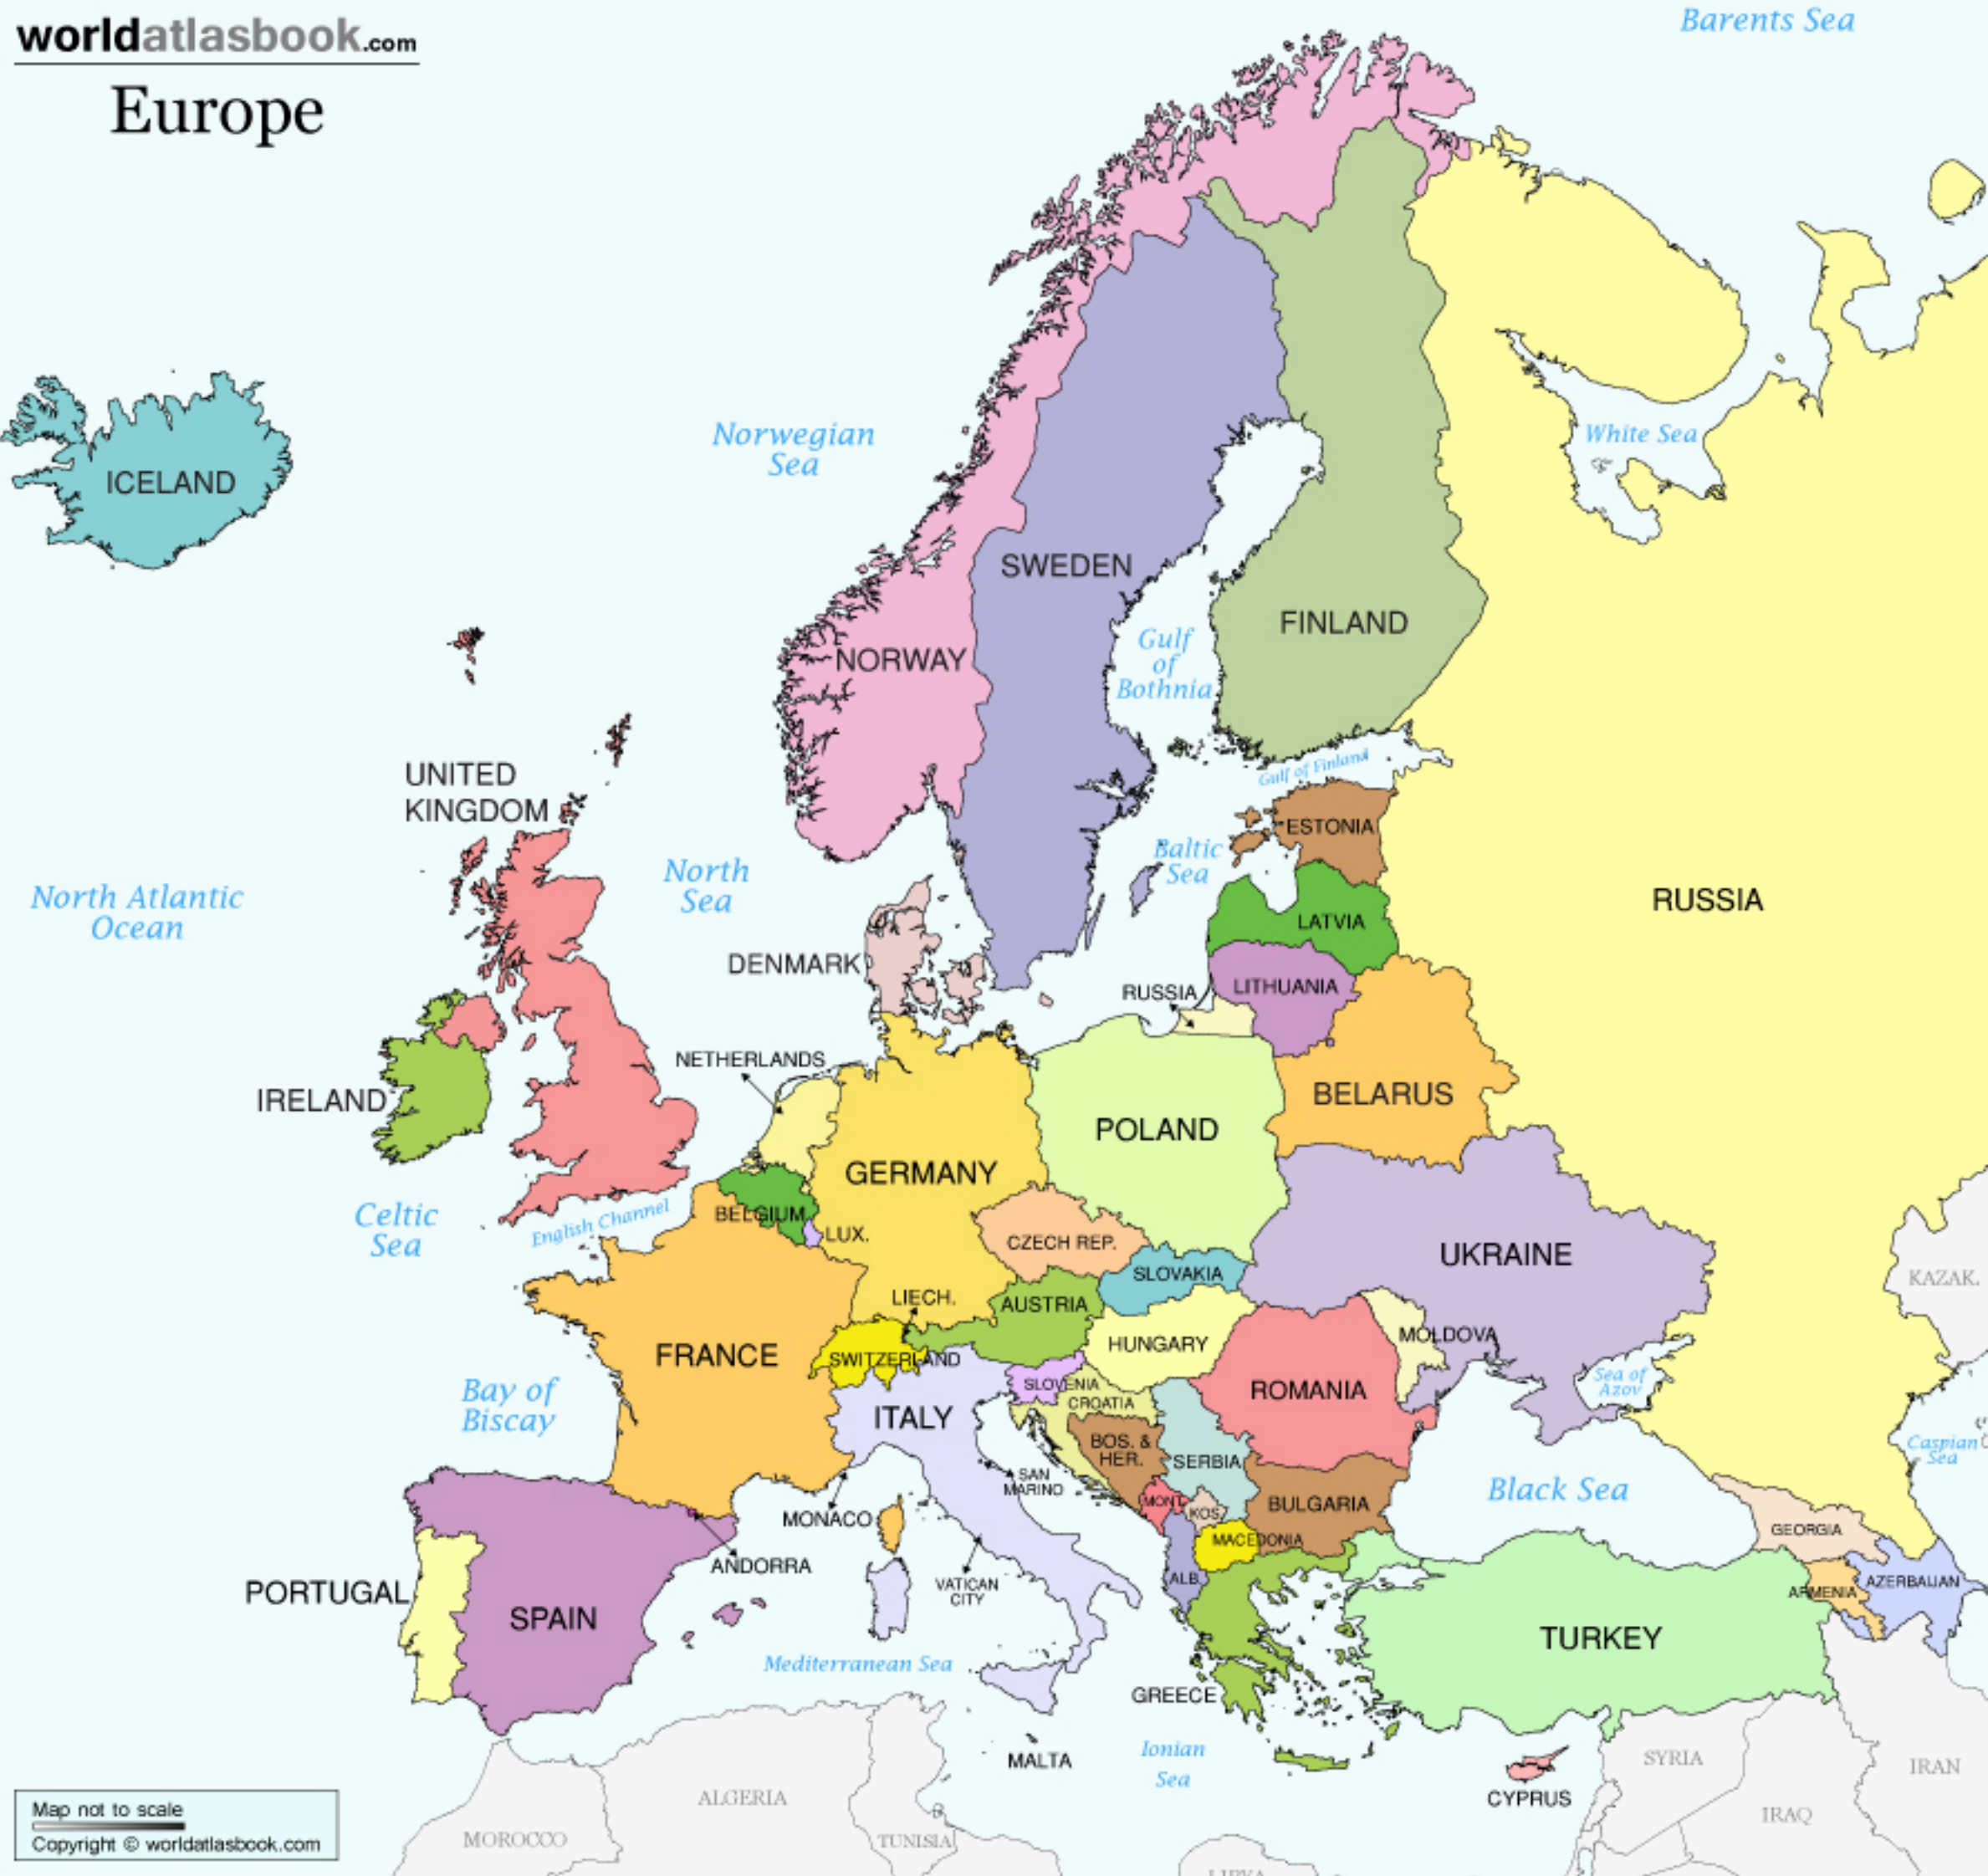 worldatlasbook.com
Europe
Barents Sea
ICELAND
Norwegian
Sea
White Sea
SWEDEN
FINLAND
NORWAY
Gulf
of
Bothnia
Gulf of Finland
UNITED
KINGDOM
ESTONIA
Baltic
Sea
North
Sea
North Atlantic
Ocean
RUSSIA
LATVIA
DENMARK
LITHUANIA
RUSSIA
NETHERLANDS
IRELAND
BELARUS
POLAND
GERMANY
Celtic
Sea
English Channel
BELGIUM
LUX.
CZECH REP.
UKRAINE
SLOVAKIA
KAZAK.
LIECH.
AUSTRIA
FRANCE
SWITZERLAND
HUNGARY
MOLDOVA
Sea of
Azov
Bay of
Biscay
SLOVENIA
CROATIA
ROMANIA
ITALY
BOS. &
HER.
SERBIA
Caspian
Sea
SAN
MARINO
Black Sea
MONT.
KOS.
BULGARIA
MONACO
MACEDONIA
GEORGIA
ANDORRA
ALB.
VATICAN
CITY
ARMENIA
AZERBAIJAN
PORTUGAL
SPAIN
TURKEY
Mediterranean Sea
GREECE
MALTA
Ionian
Sea
CYPRUS
SYRIA
IRAN
ALGERIA
IRAQ
MOROCCO
TUNISIA
LIBYA
Map not to scale
Copyright © worldatlasbook.com